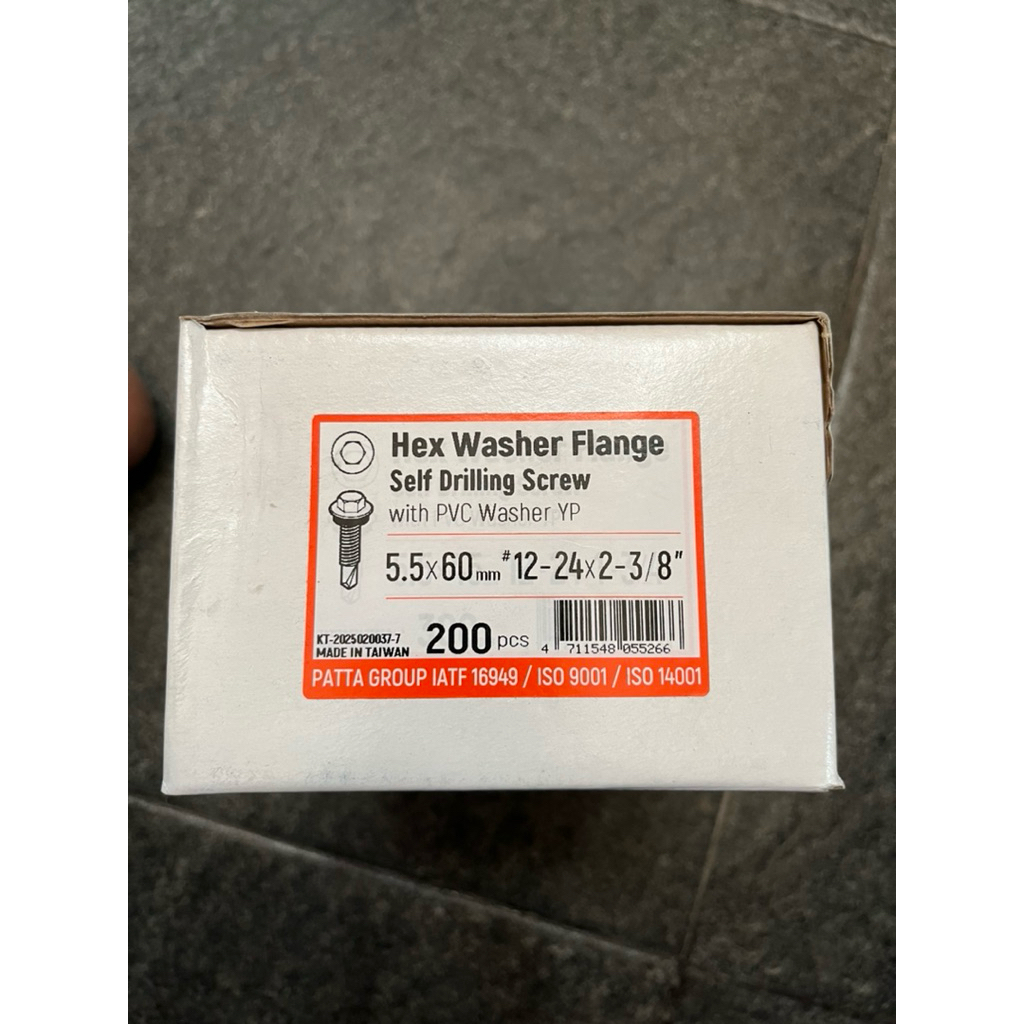 Hex Washer Flange
Self Drilling Screw
with PVC Washer YP
5.5x60mm #12-24x2-3/8"
KT-2025020037-7
MADE IN TAIWAN
200 pcs
4 711548 055266
PATTA GROUP IATF 16949 / ISO 9001 / ISO 14001